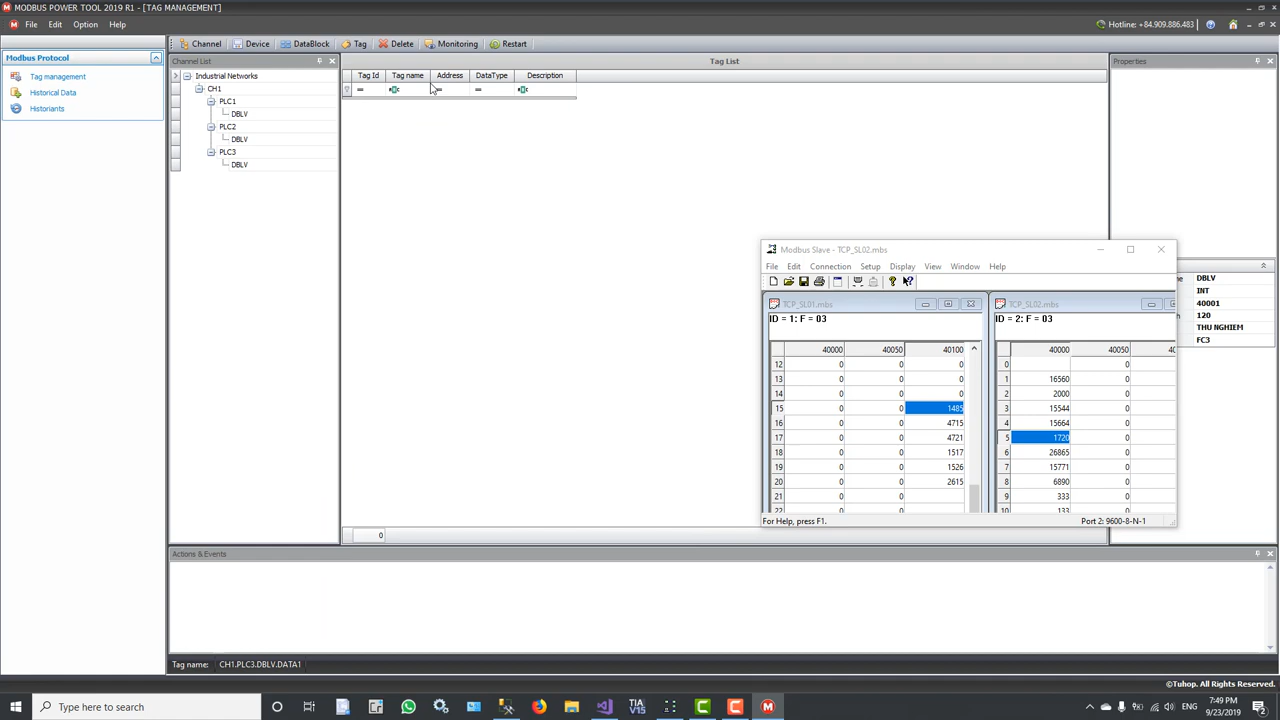 MODBUS POWER TOOL 2019 R1 - [TAG MANAGEMENT]
File Edit Option Help
Hotline: +84.909.886.483
Channel Device DataBlock Tag Delete Monitoring Restart
Modbus Protocol
Tag management
Historical Data
Historians
Channel List
Industrial Networks
CH1
PLC1
DBLV
PLC2
DBLV
PLC3
DBLV
Tag List
Tag Id Tag name Address DataType Description
0
Properties
DBLV
INT
40001
120
THU NGHIEM
FC3
Modbus Slave - TCP_SL02.mbs
File Edit Connection Setup Display View Window Help
TCP_SL01.mbs
ID = 1: F = 03
40000 40050 40100
12 0 0 0
13 0 0 0
14 0 0 0
15 0 0 1485
16 0 0 4715
17 0 0 4721
18 0 0 1517
19 0 0 1526
20 0 0 2615
21 0 0
22
TCP_SL02.mbs
ID = 2: F = 03
40000 40050
0 0
1 16560 0
2 2000 0
3 15544 0
4 15664 0
5 1720 0
6 26865 0
7 15771 0
8 6890 0
9 333 0
10 133 0
For Help, press F1.
Port 2: 9600-8-N-1
Actions & Events
Tag name: CH1.PLC3.DBLV.DATA1
©Tuhop. All Rights Reserved.
Type here to search
TIA
V15
7:49 PM
9/23/2019
2